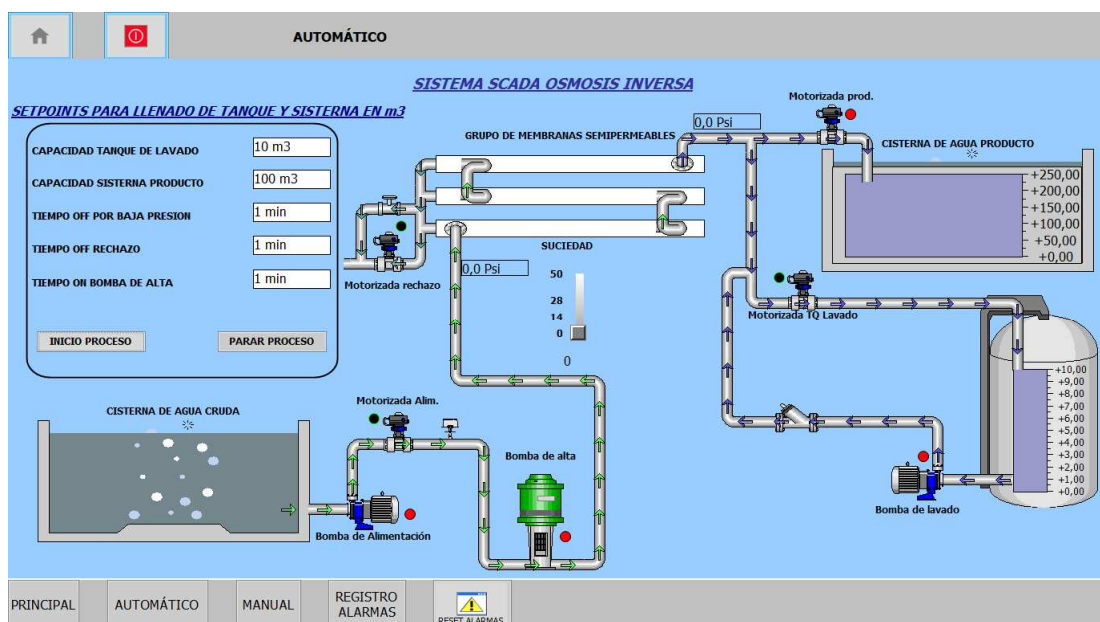 AUTOMÁTICO
SISTEMA SCADA OSMOSIS INVERSA
SETPOINTS PARA LLENADO DE TANQUE Y SISTERNA EN m3
CAPACIDAD TANQUE DE LAVADO
10 m3
CAPACIDAD SISTERNA PRODUCTO
100 m3
TIEMPO OFF POR BAJA PRESION
1 min
TIEMPO OFF RECHAZO
1 min
TIEMPO ON BOMBA DE ALTA
1 min
INICIO PROCESO
PARAR PROCESO
GRUPO DE MEMBRANAS SEMIPERMEABLES
0,0 Psi
Motorizada prod.
CISTERNA DE AGUA PRODUCTO
+250,00
+200,00
+150,00
+100,00
+50,00
+0,00
Motorizada rechazo
0,0 Psi
SUCIEDAD
50
28
14
0
0
Motorizada TQ Lavado
+10,00
+9,00
+8,00
+7,00
+6,00
+5,00
+4,00
+3,00
+2,00
+1,00
+0,00
CISTERNA DE AGUA CRUDA
Motorizada Alim.
Bomba de alta
Bomba de Alimentación
Bomba de lavado
PRINCIPAL
AUTOMÁTICO
MANUAL
REGISTRO
ALARMAS
RESET ALARMAS